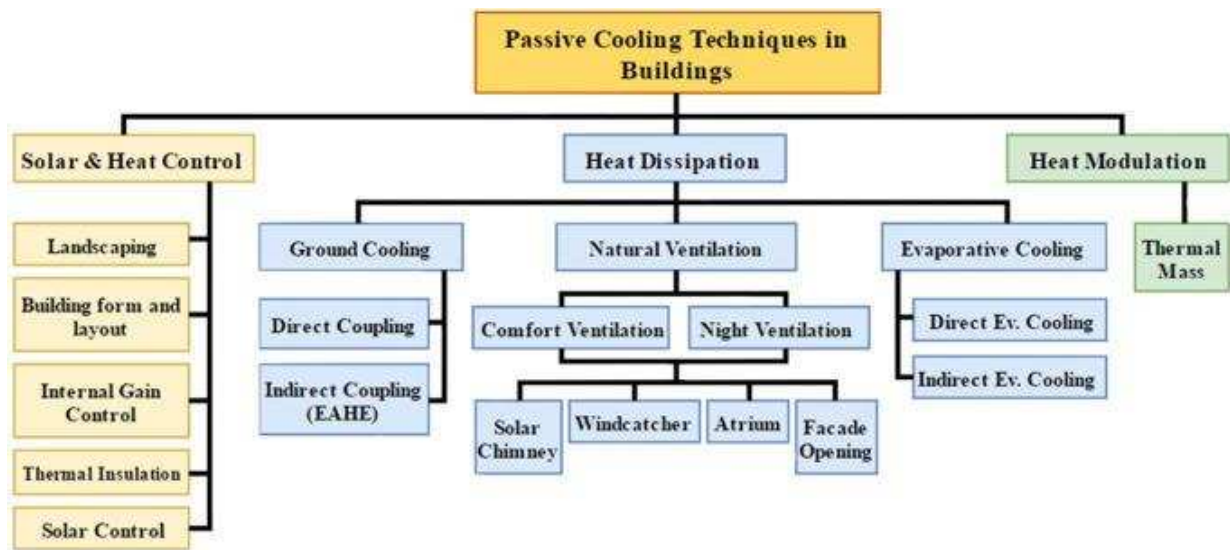 Passive Cooling Techniques in
Buildings
Solar & Heat Control
Heat Dissipation
Heat Modulation
Landscaping
Building form and
layout
Internal Gain
Control
Thermal Insulation
Solar Control
Ground Cooling
Direct Coupling
Indirect Coupling
(EAHE)
Natural Ventilation
Comfort Ventilation
Night Ventilation
Solar
Chimney
Windcatcher
Atrium
Facade
Opening
Evaporative Cooling
Direct Ev. Cooling
Indirect Ev. Cooling
Thermal
Mass